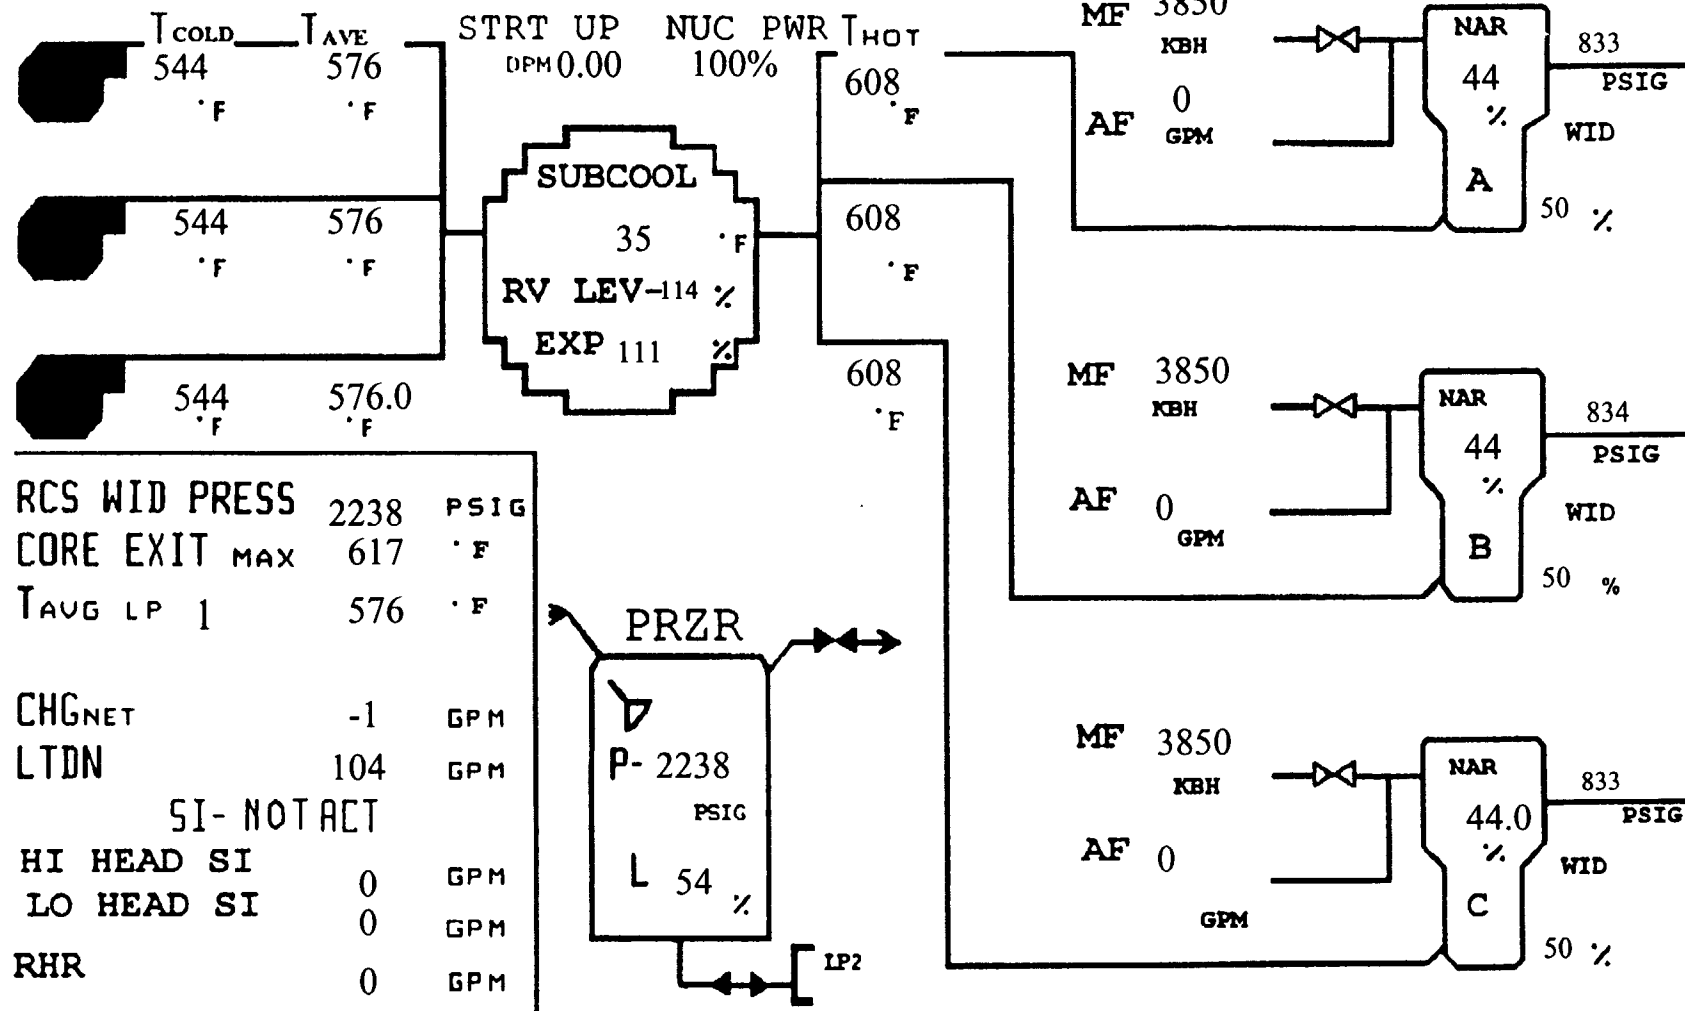 TCOLD TAVE STRT UP NUC PWR THOT
544 576 DPM 0.00 100% 608
°F °F °F
SUBCOOL
544 576 35 °F 608
°F °F °F
RV LEV-114 %
EXP 111 %
544 576.0 608
°F °F °F
MF 3850
KBH
AF 0
GPM
NAR
44
%
A
833
PSIG
WID
50 %
MF 3850
KBH
AF 0
GPM
NAR
44
%
B
834
PSIG
WID
50 %
MF 3850
KBH
AF 0
GPM
NAR
44.0
%
C
833
PSIG
WID
50 %
RCS WID PRESS 2238 PSIG
CORE EXIT MAX 617 °F
TAVG LP 1 576 °F
CHGNET -1 GPM
LTDN 104 GPM
SI- NOT ACT
HI HEAD SI 0 GPM
LO HEAD SI 0 GPM
RHR 0 GPM
PRZR
P- 2238
PSIG
L 54
%
LP2